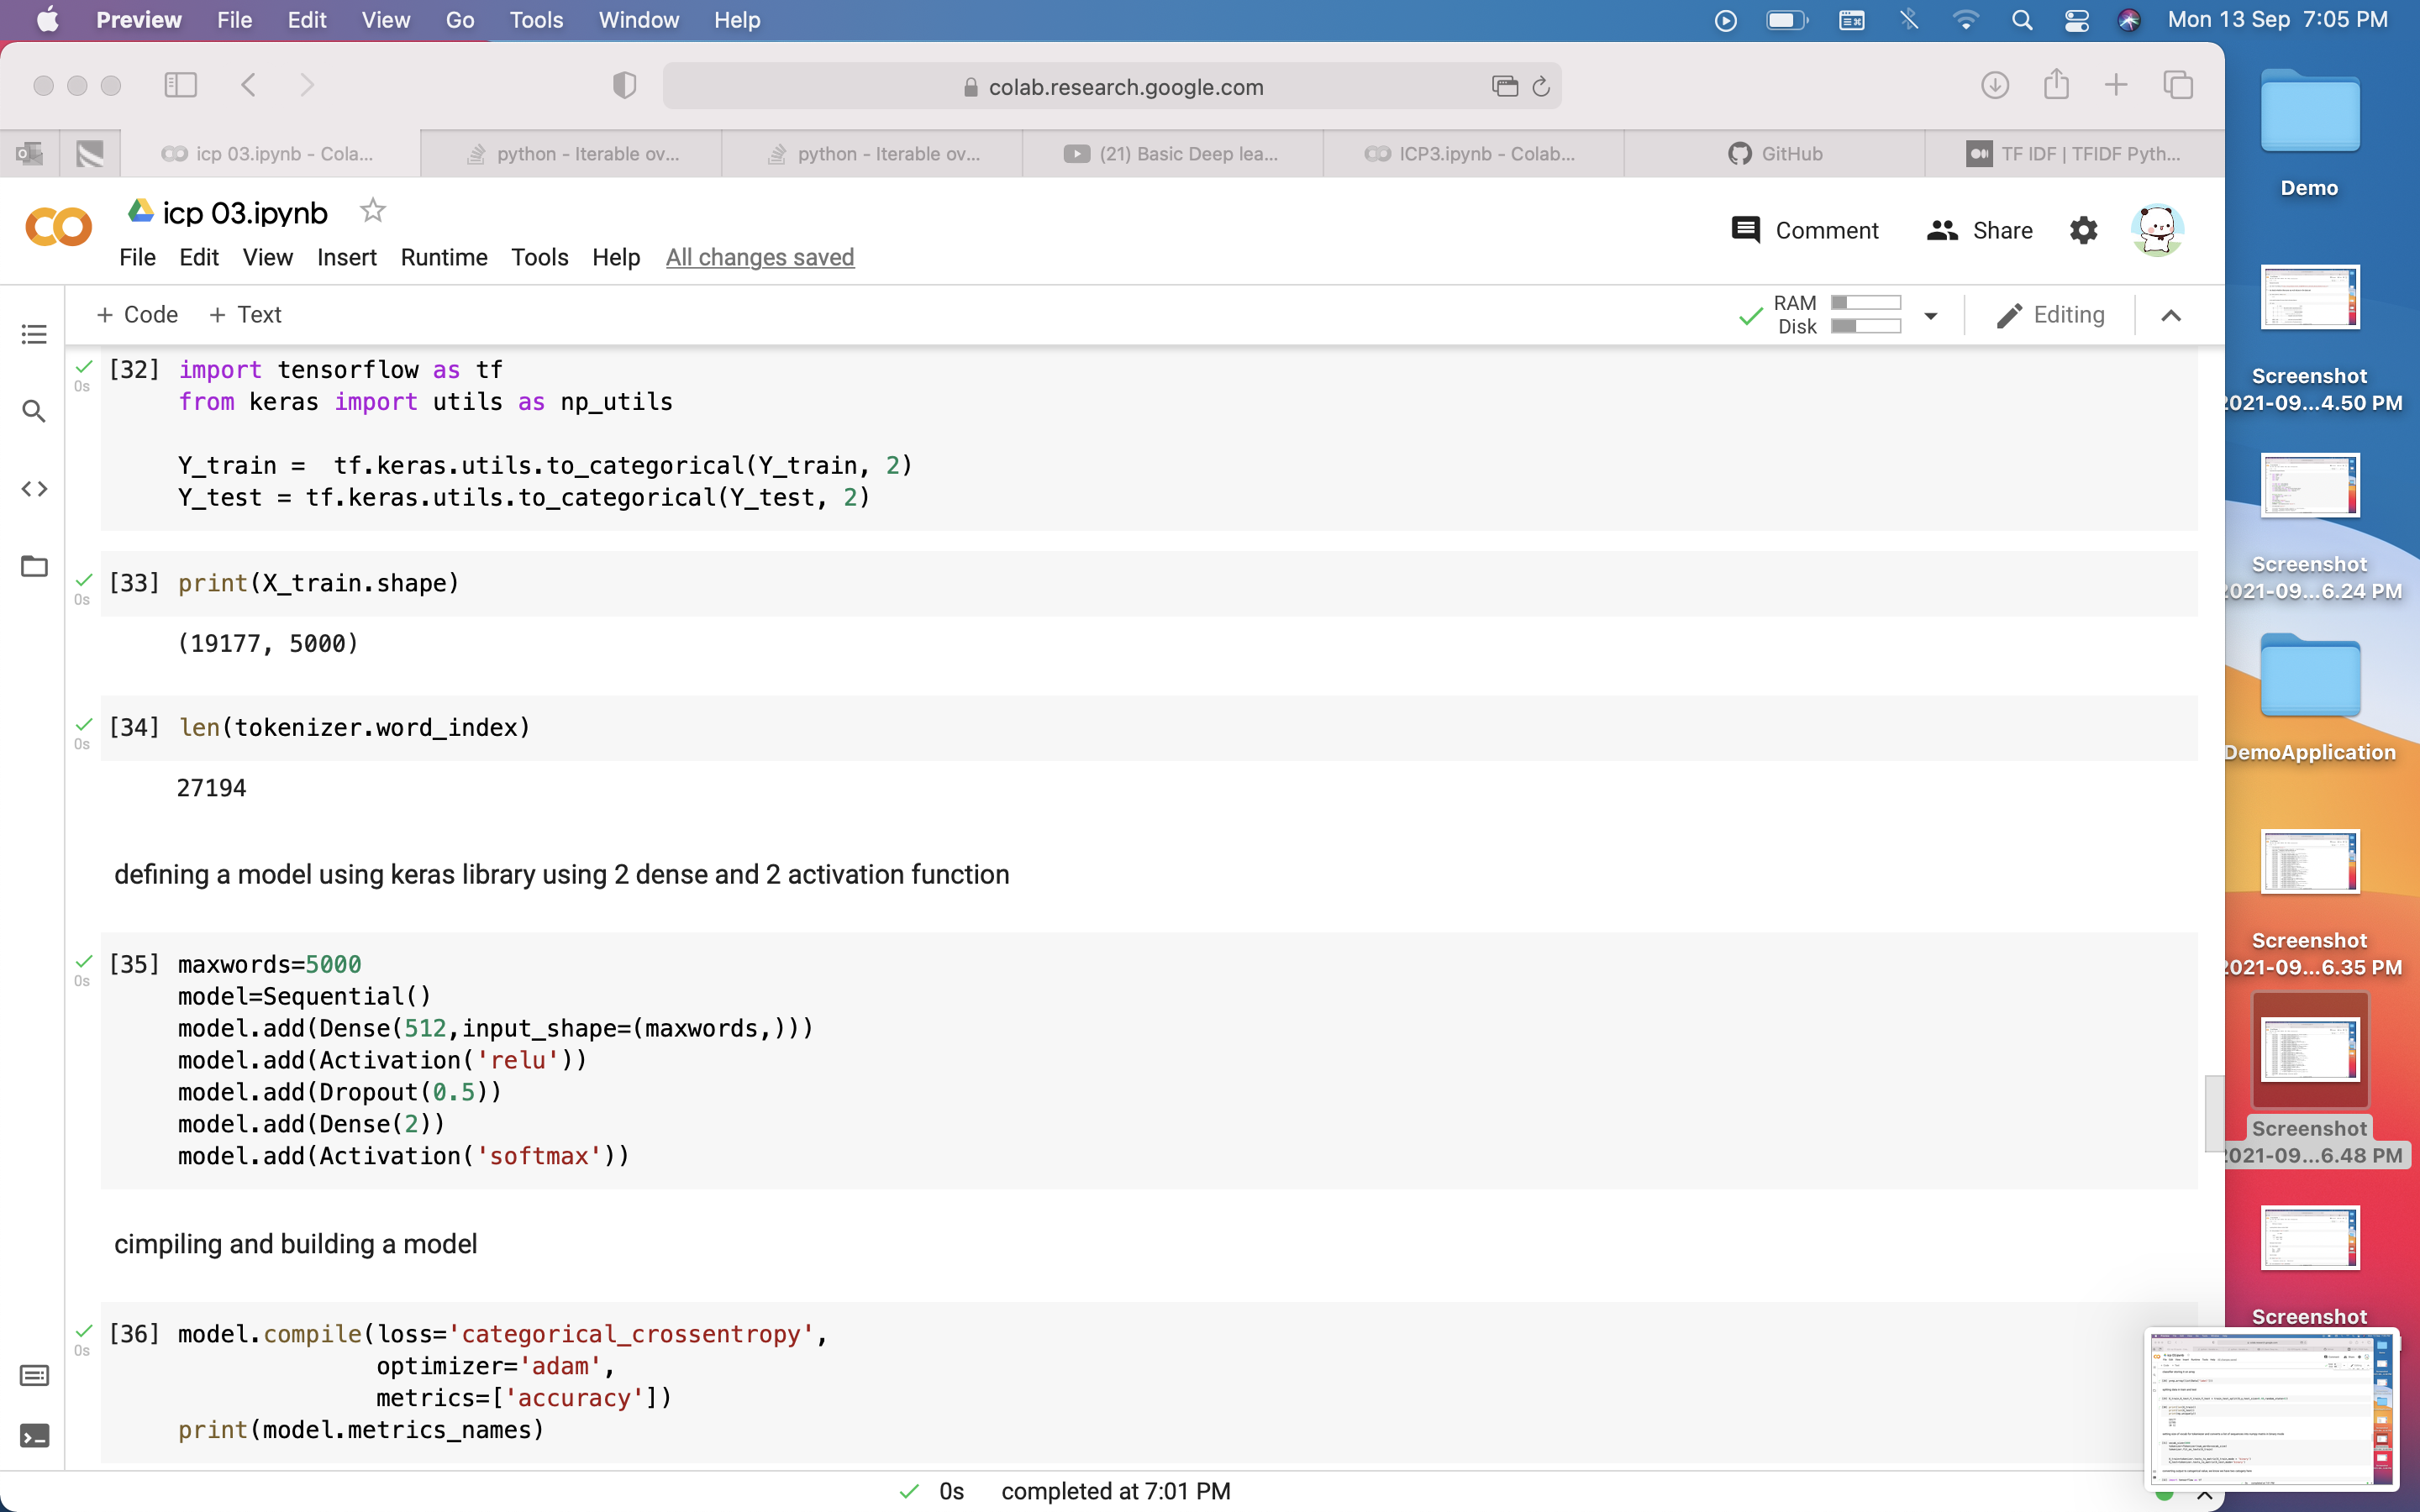 Preview File Edit View Go Tools Window Help
Mon 13 Sep 7:05 PM
colab.research.google.com
icp 03.ipynb - Cola...
python - Iterable ov...
python - Iterable ov...
(21) Basic Deep lea...
ICP3.ipynb - Colab...
GitHub
TF IDF | TFIDF Pyth...
icp 03.ipynb
File Edit View Insert Runtime Tools Help All changes saved
Comment
Share
+ Code + Text
RAM
Disk
Editing
[32] import tensorflow as tf
0s
from keras import utils as np_utils
Y_train =  tf.keras.utils.to_categorical(Y_train, 2)
Y_test = tf.keras.utils.to_categorical(Y_test, 2)
[33] print(X_train.shape)
0s
(19177, 5000)
[34] len(tokenizer.word_index)
0s
27194
defining a model using keras library using 2 dense and 2 activation function
[35] maxwords=5000
0s
model=Sequential()
model.add(Dense(512,input_shape=(maxwords,)))
model.add(Activation('relu'))
model.add(Dropout(0.5))
model.add(Dense(2))
model.add(Activation('softmax'))
cimpiling and building a model
[36] model.compile(loss='categorical_crossentropy',
0s
optimizer='adam',
metrics=['accuracy'])
print(model.metrics_names)
0s completed at 7:01 PM
Demo
Screenshot
2021-09...4.50 PM
Screenshot
2021-09...6.24 PM
DemoApplication
Screenshot
2021-09...6.35 PM
Screenshot
2021-09...6.48 PM
Screenshot